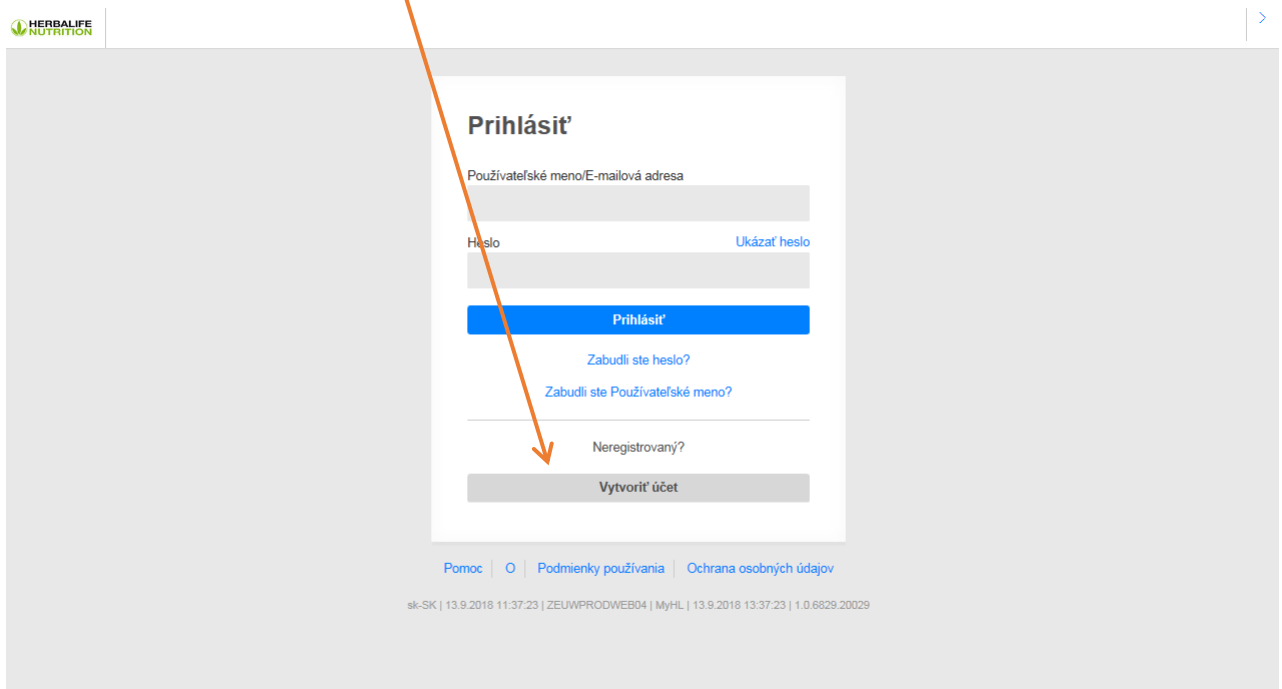 HERBALIFE
NUTRITION
Prihlásiť
Používateľské meno/E-mailová adresa
Heslo Ukázať heslo
Prihlásiť
Zabudli ste heslo?
Zabudli ste Používateľské meno?
Neregistrovaný?
Vytvoriť účet
Pomoc | O | Podmienky používania | Ochrana osobných údajov
sk-SK | 13.9.2018 11:37:23 | ZEUWPRODWEB04 | MyHL | 13.9.2018 13:37:23 | 1.0.6829.20029